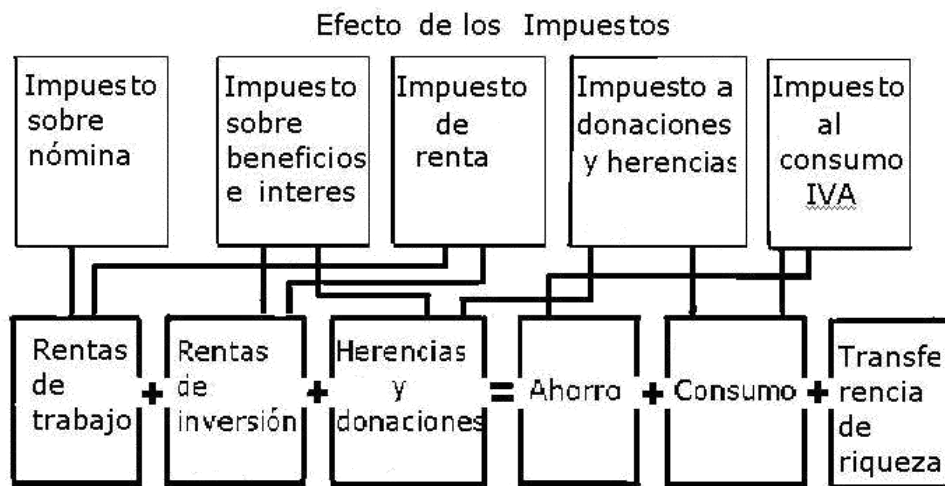 Efecto de los Impuestos
Impuesto
sobre
nómina
Impuesto
sobre
beneficios
e interes
Impuesto
de
renta
Impuesto a
donaciones
y herencias
Impuesto
al
consumo
IVA
Rentas
de
trabajo
+
Rentas
de
inversión
+
Herencias
y
donaciones
=
Ahorro
+
Consumo
+
Transfe
rencia
de
riqueza